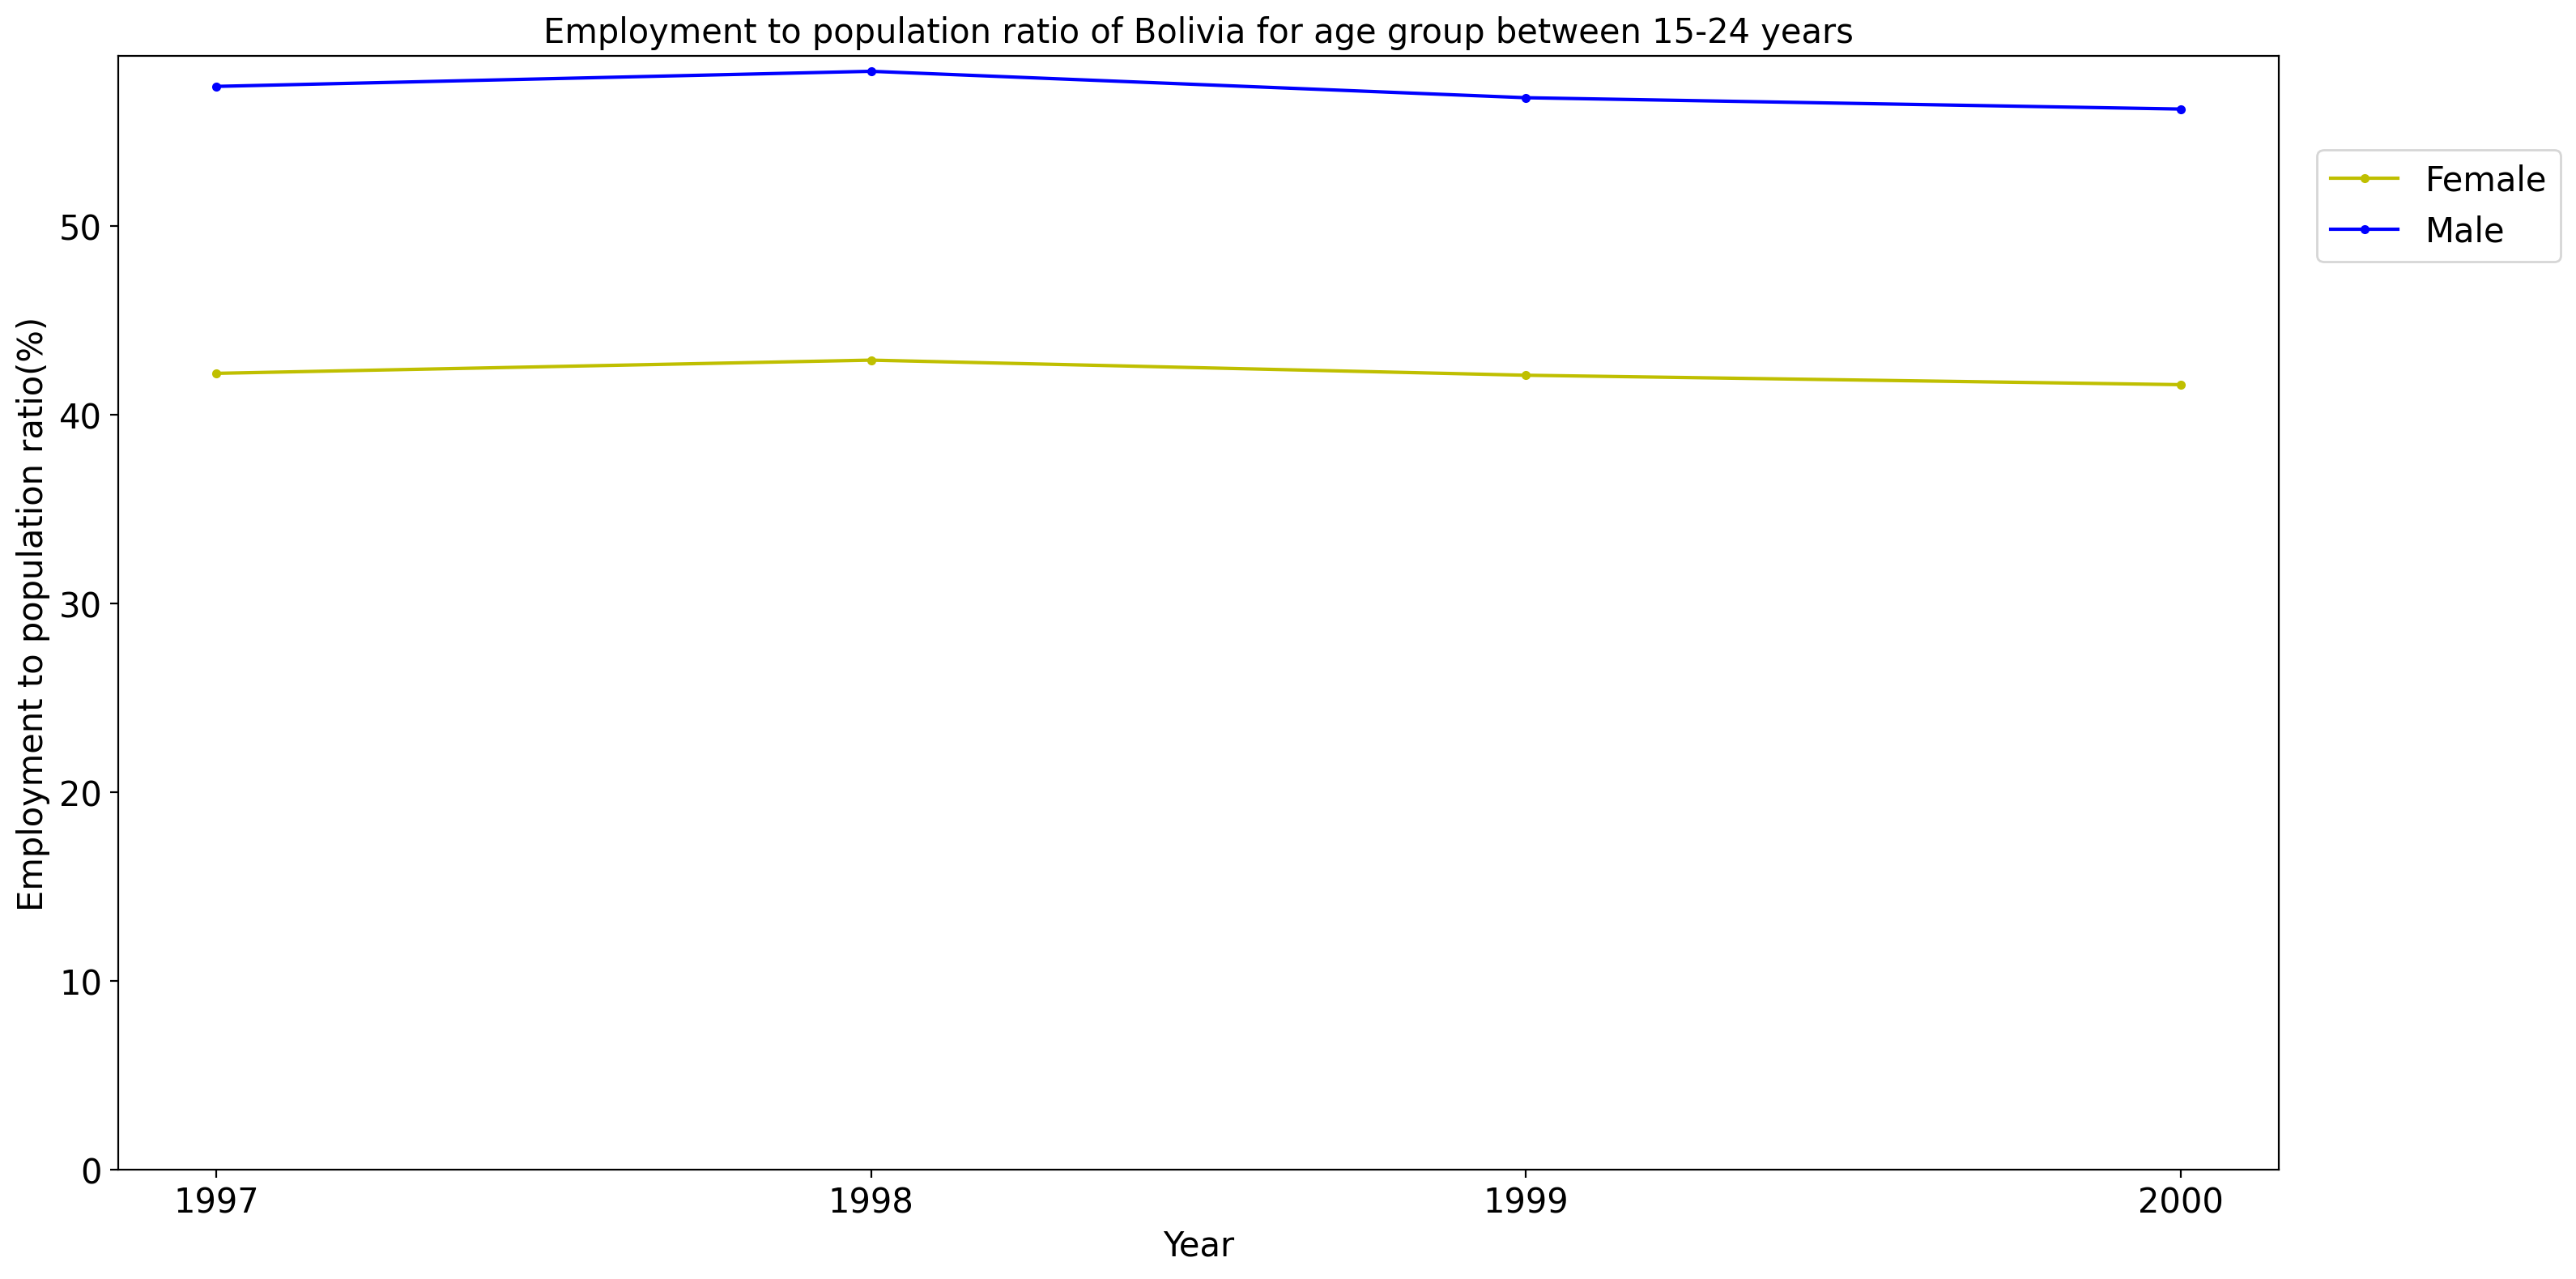 Employment to population ratio of Bolivia for age group between 15-24 years
Employment to population ratio(%)
50
40
30
20
10
0
1997 1998 1999 2000
Year
Female
Male